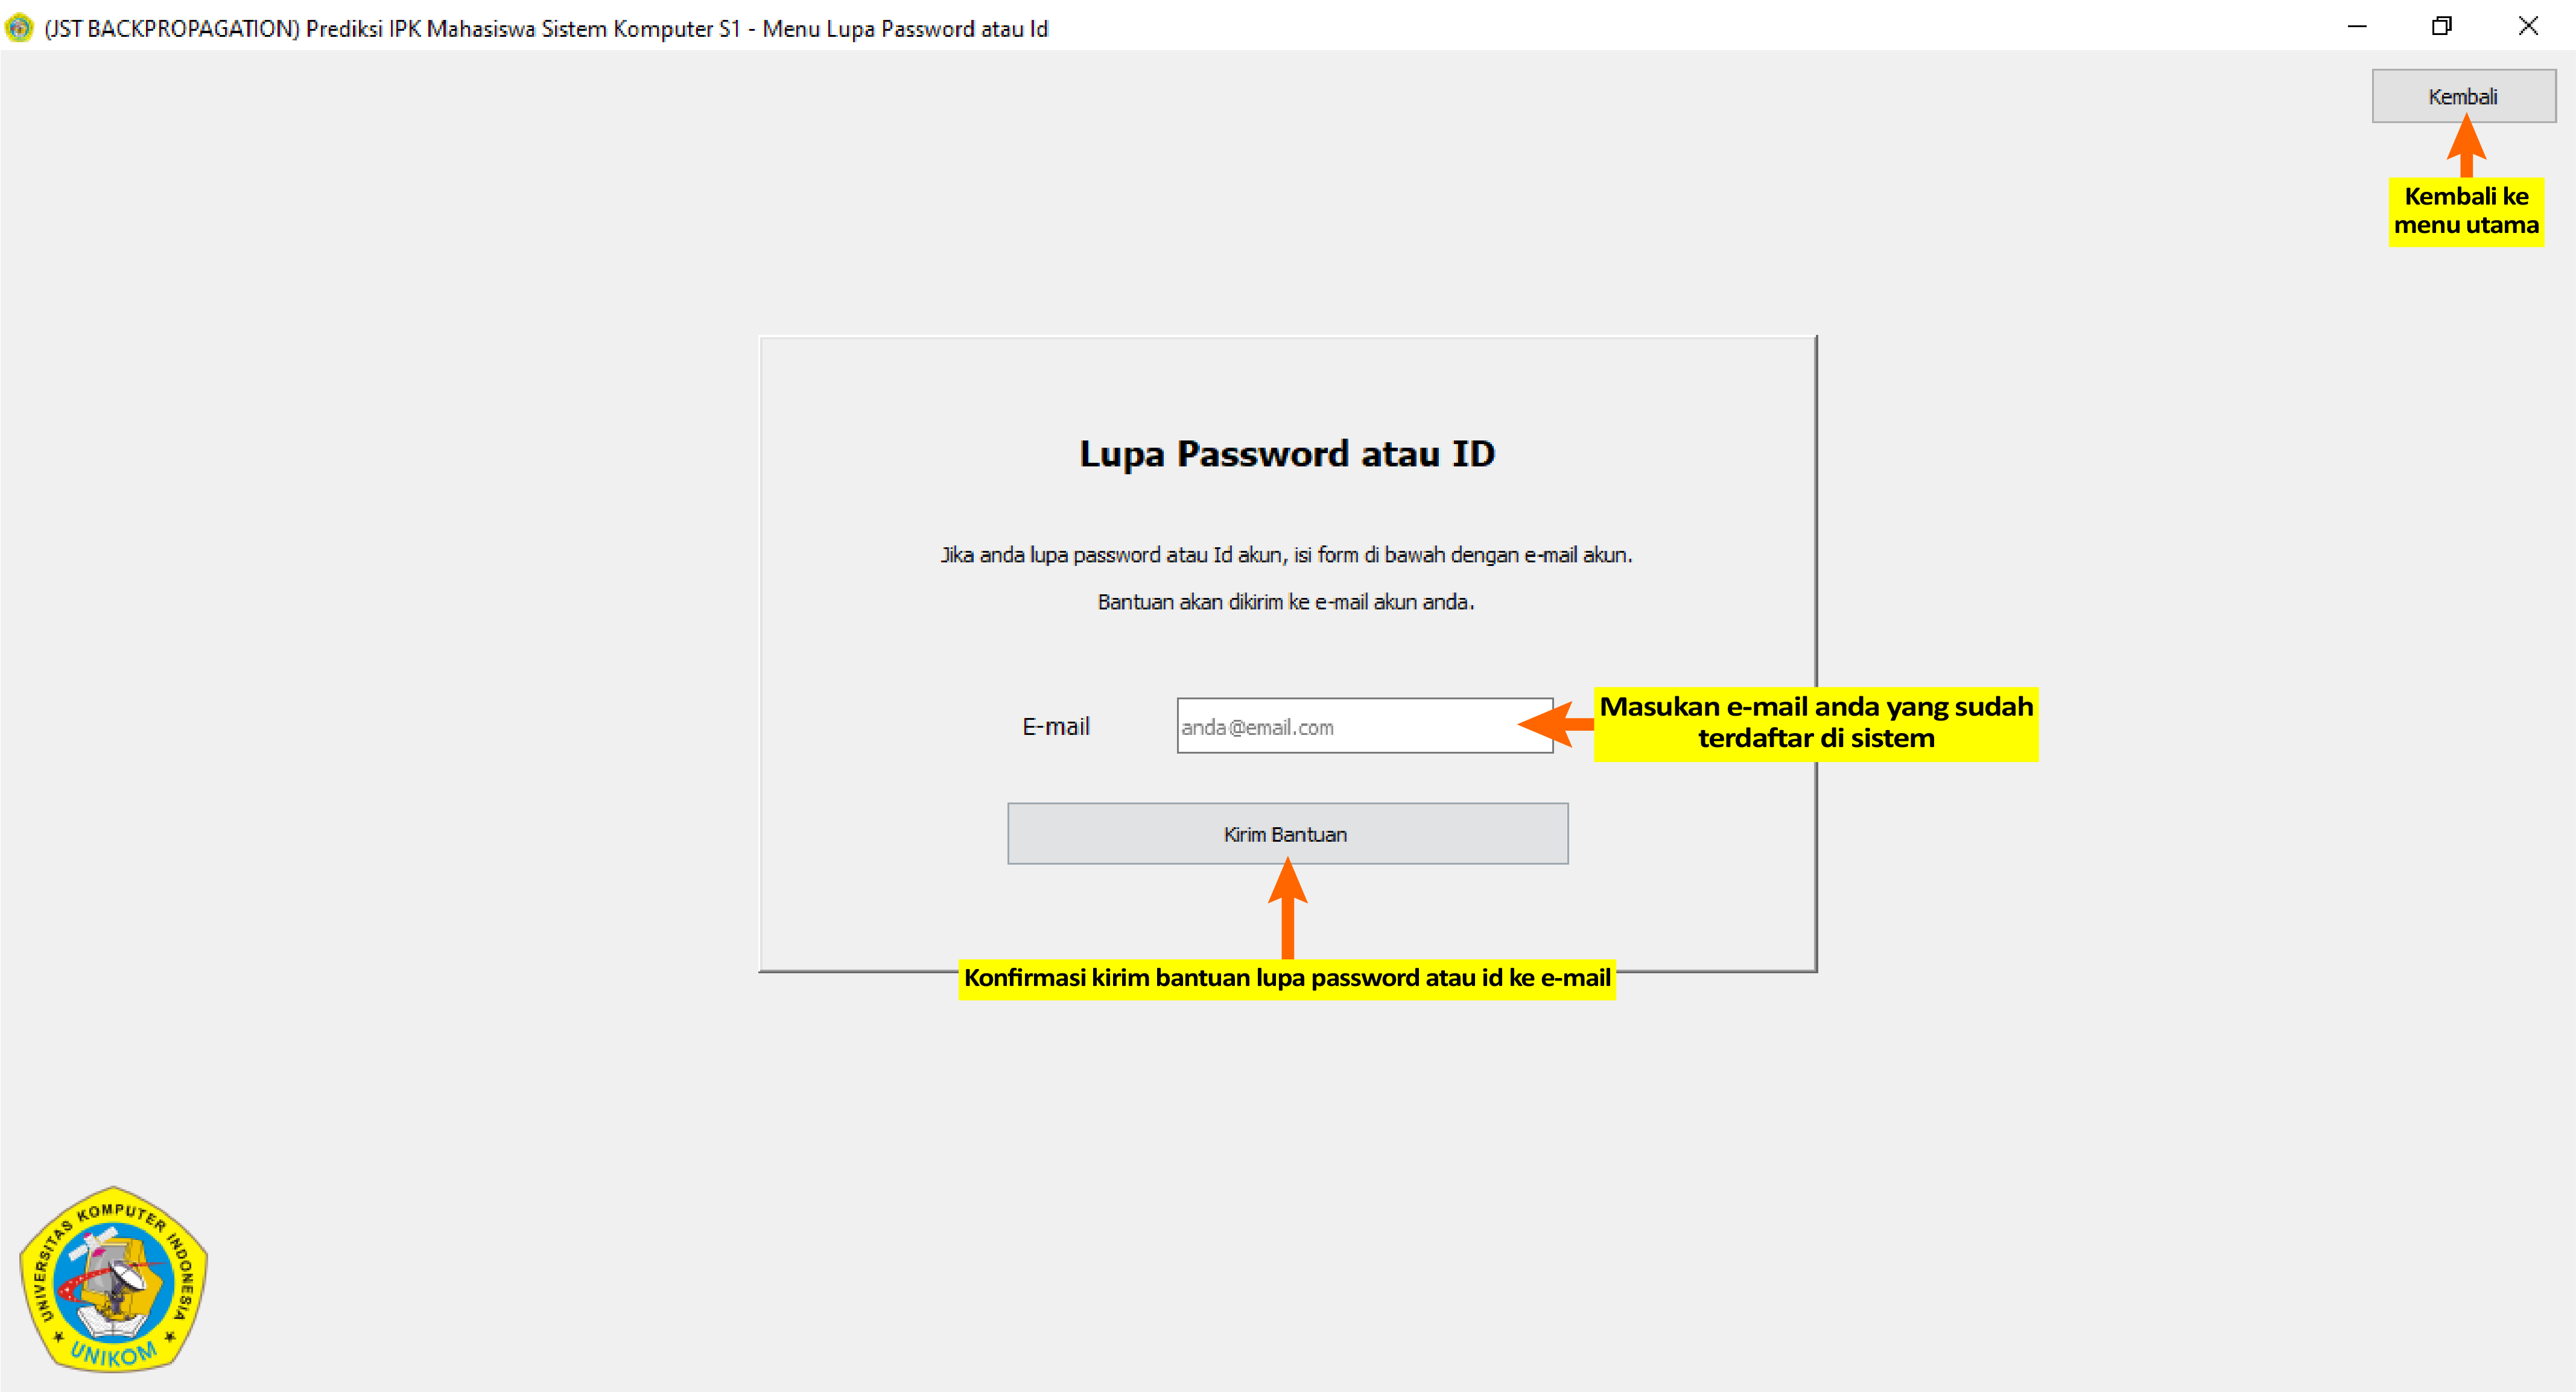 (JST BACKPROPAGATION) Prediksi IPK Mahasiswa Sistem Komputer S1 - Menu Lupa Password atau Id
Kembali
Kembali ke
menu utama
Lupa Password atau ID
Jika anda lupa password atau Id akun, isi form di bawah dengan e-mail akun.
Bantuan akan dikirim ke e-mail akun anda.
E-mail
anda@email.com
Masukan e-mail anda yang sudah
terdaftar di sistem
Kirim Bantuan
Konfirmasi kirim bantuan lupa password atau id ke e-mail
UNIVERSITAS KOMPUTER INDONESIA
UNIKOM